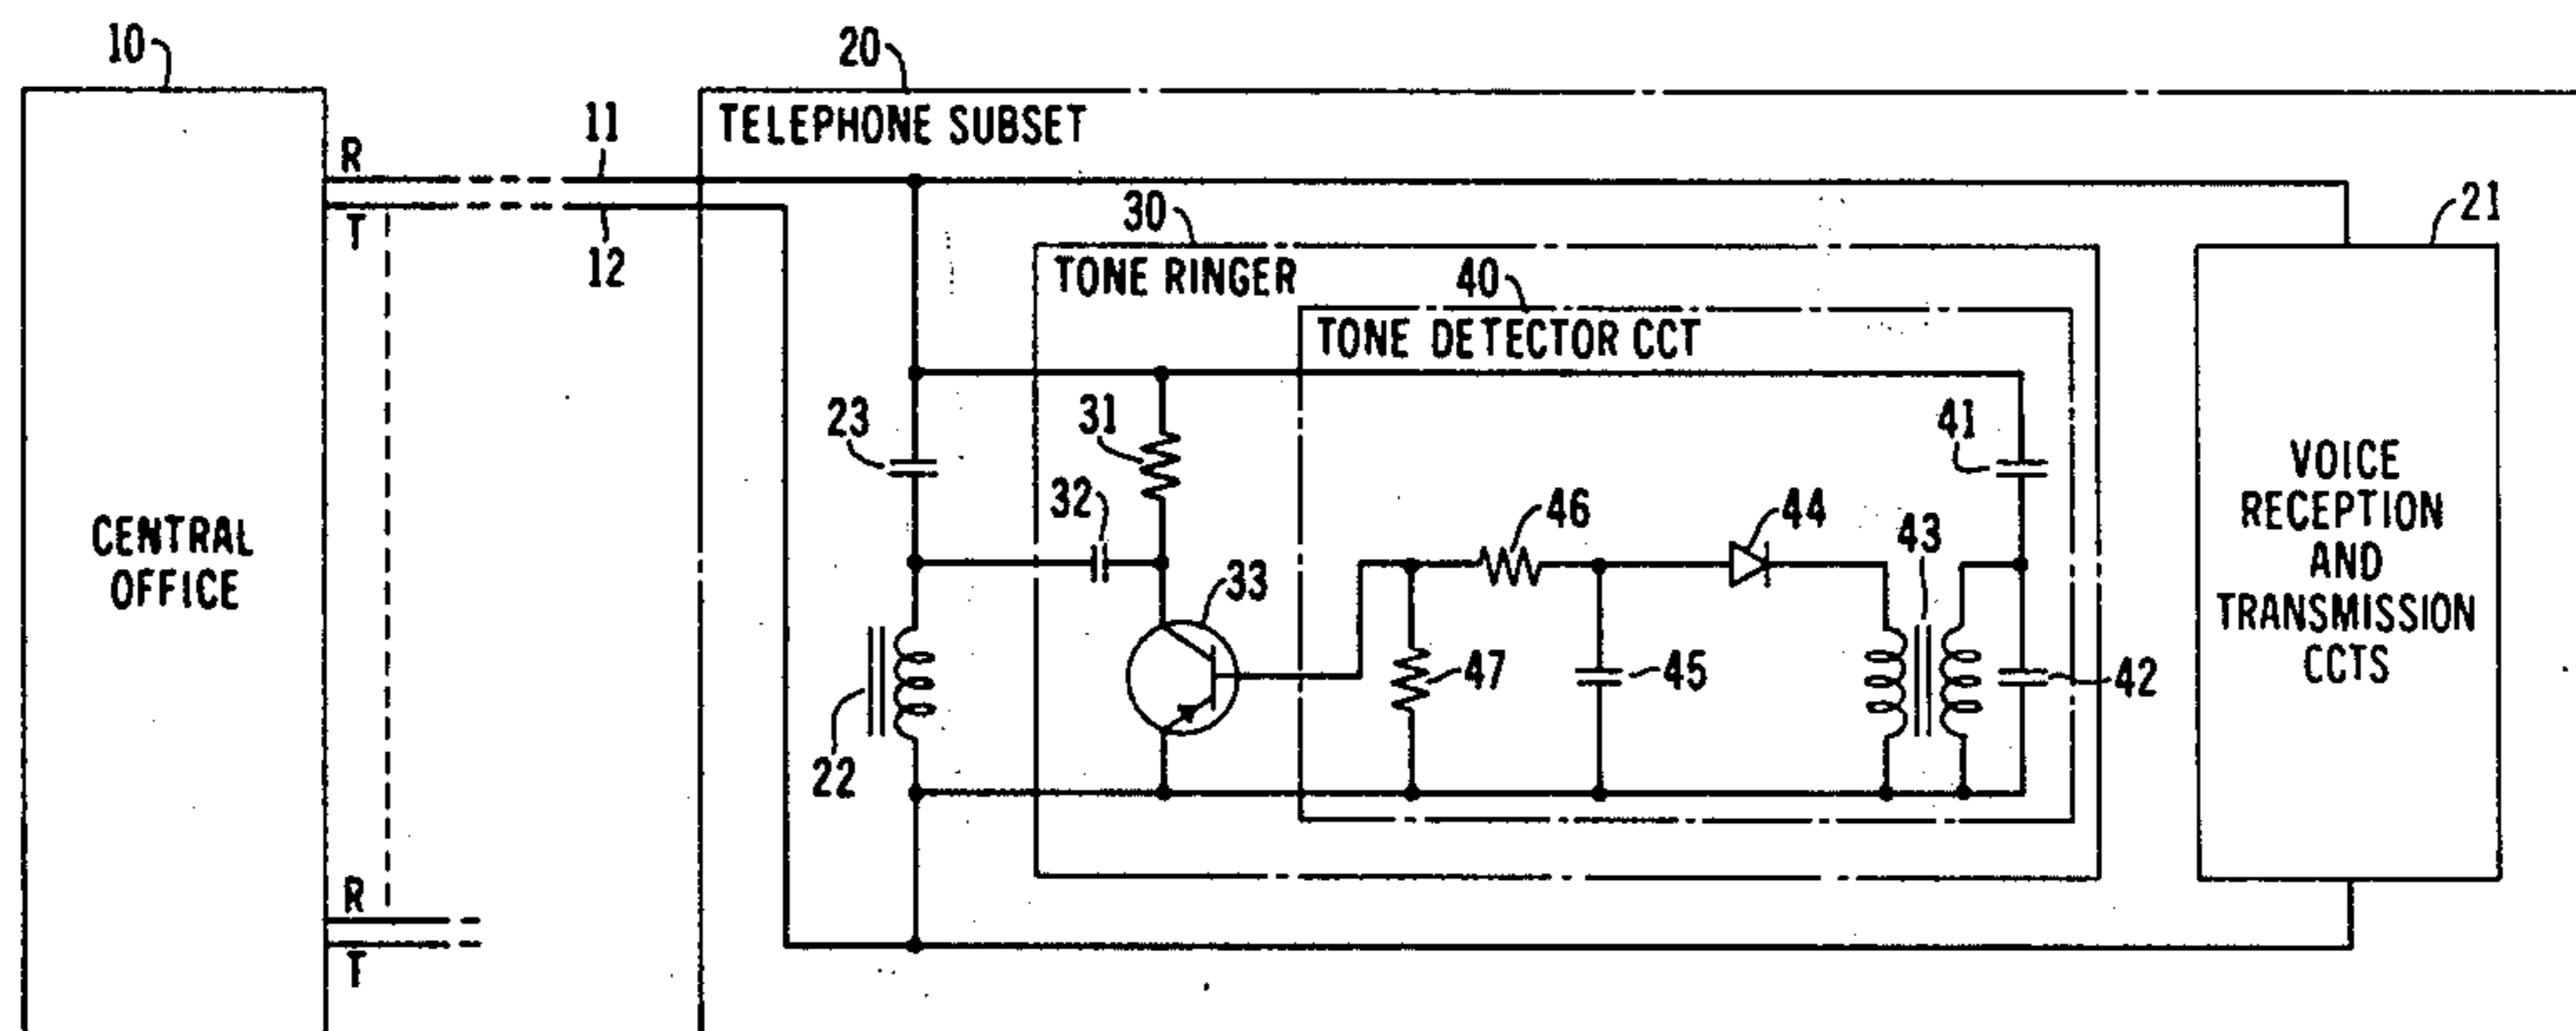 10
20
TELEPHONE SUBSET
R
11
T
12
30
TONE RINGER
40
TONE DETECTOR CCT
21
23
31
41
32
46
44
43
33
CENTRAL
OFFICE
VOICE
RECEPTION
AND
TRANSMISSION
CCTS
22
47
45
42
R
T